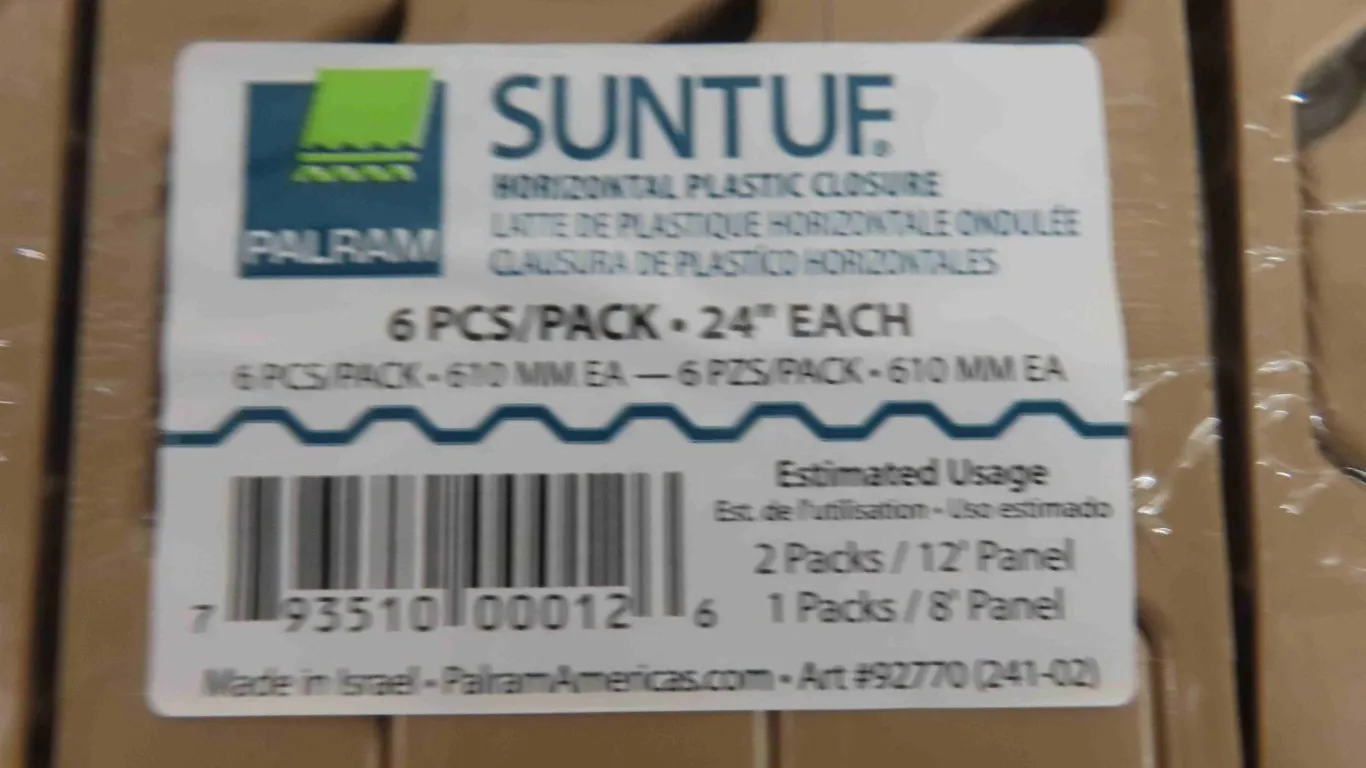 PALRAM
SUNTUF®
HORIZONTAL PLASTIC CLOSURE
LATTE DE PLASTIQUE HORIZONTALE ONDULÉE
CLAUSURA DE PLASTÍCO HORIZONTALES
6 PCS/PACK • 24" EACH
6 PCS/PACK • 610 MM EA — 6 PZS/PACK • 610 MM EA
Estimated Usage
Est. de l'utilisation - Uso estimado
2 Packs / 12' Panel
1 Packs / 8' Panel
7 93510 00012 6
Made in Israel • PalramAmericas.com • Art #92770 (241-02)